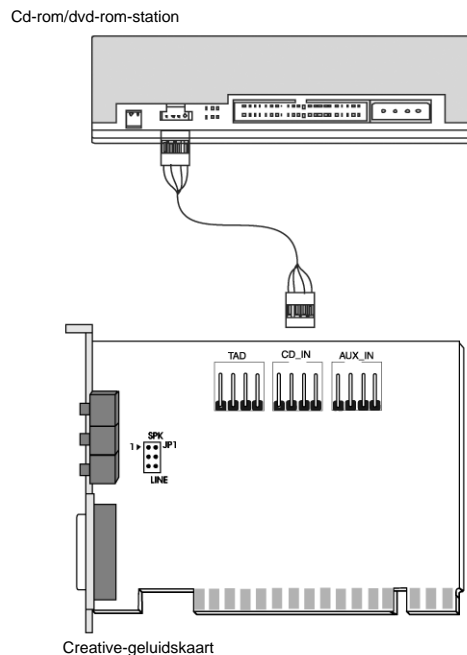 Cd-rom/dvd-rom-station
TAD CD_IN AUX_IN
SPK
1 JP1
LINE
Creative-geluidskaart